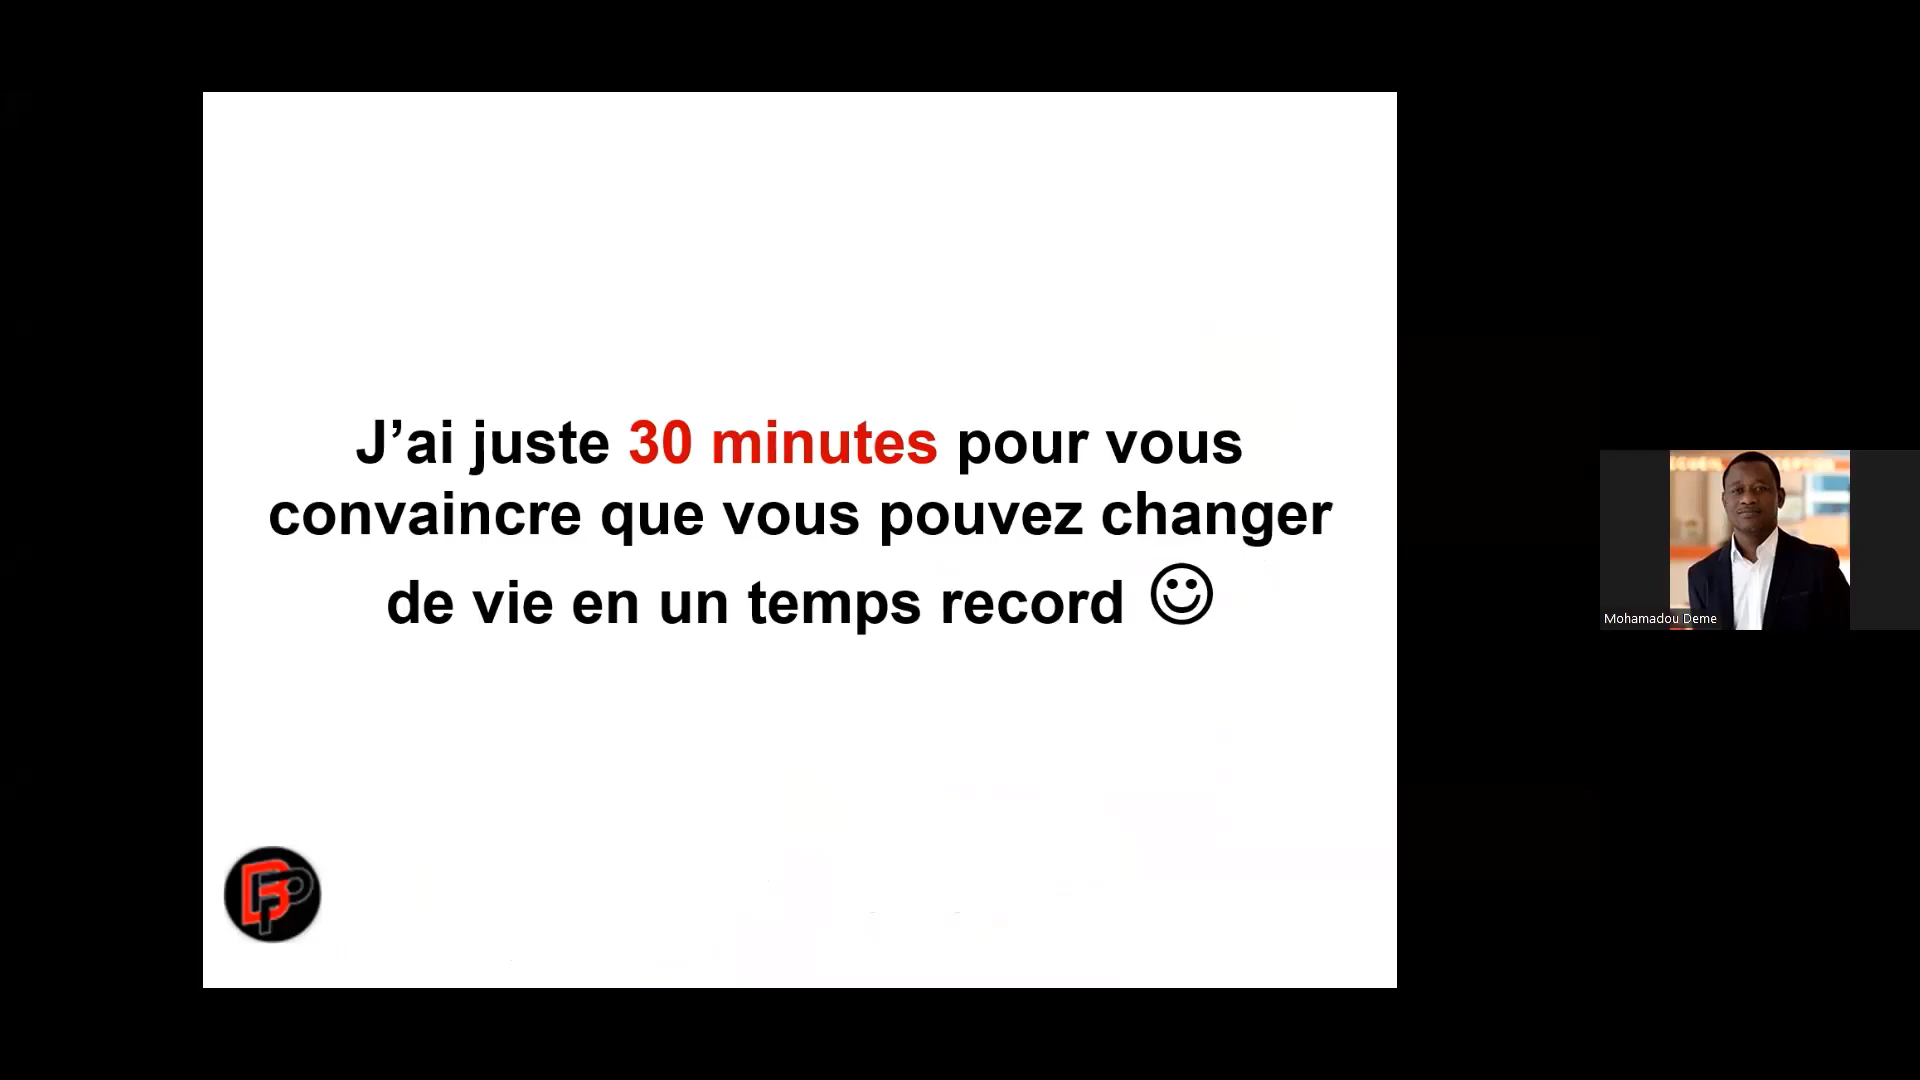 J’ai juste 30 minutes pour vous
convaincre que vous pouvez changer
de vie en un temps record ☺
Mohamadou Deme